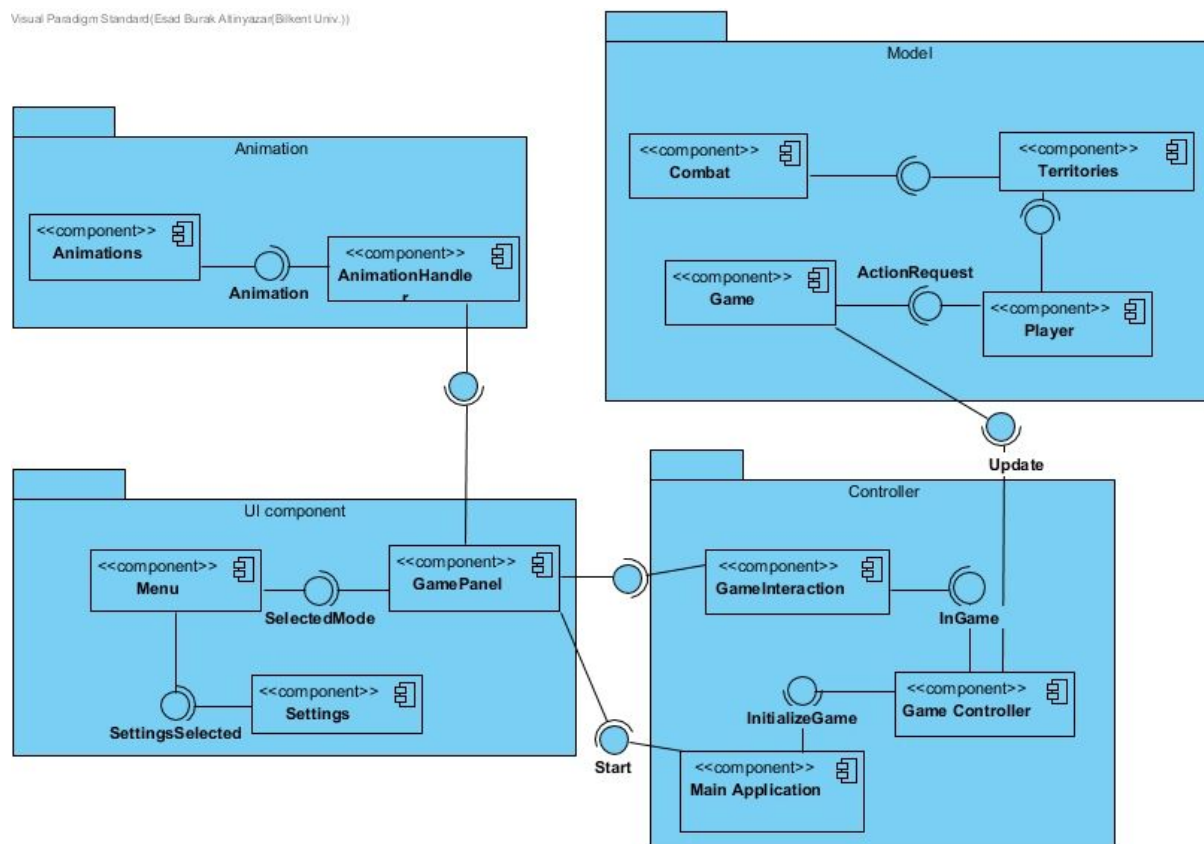 Visual Paradigm Standard(Esad Burak Altinyazar(Bilkent Univ.))
Model
<<component>>
Combat
<<component>>
Territories
<<component>>
Game
ActionRequest
<<component>>
Player
Animation
<<component>>
Animations
Animation
<<component>>
AnimationHandle
r
Update
UI component
<<component>>
Menu
SelectedMode
<<component>>
GamePanel
SettingsSelected
<<component>>
Settings
Start
Controller
<<component>>
GameInteraction
InGame
InitializeGame
<<component>>
Game Controller
<<component>>
Main Application